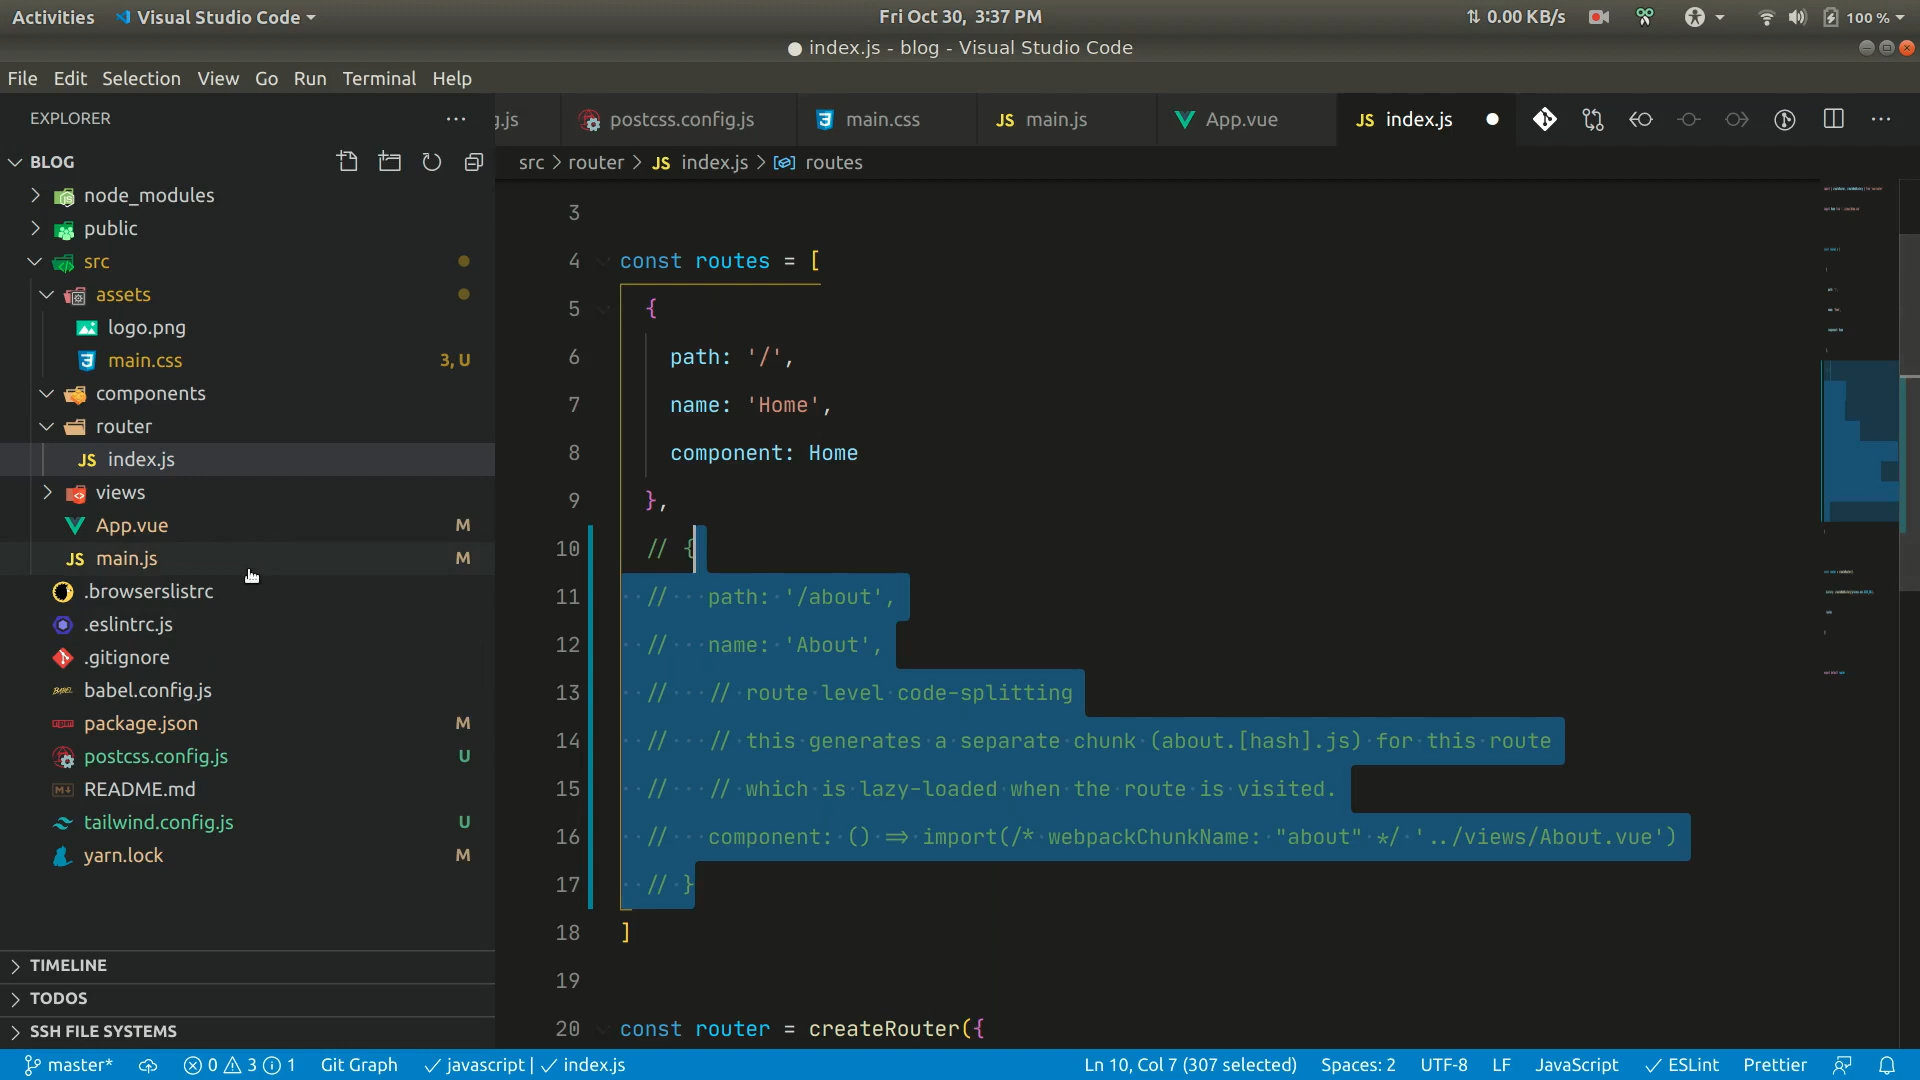 Activities Visual Studio Code Fri Oct 30, 3:37 PM 0.00 KB/s 100 %
index.js - blog - Visual Studio Code
File Edit Selection View Go Run Terminal Help
EXPLORER
g.js postcss.config.js main.css main.js App.vue index.js
src > router > index.js > routes
BLOG
node_modules
public
src
assets
logo.png
main.css 3, U
components
router
index.js
views
App.vue M
main.js M
.browserslistrc
.eslintrc.js
.gitignore
babel.config.js
package.json M
postcss.config.js U
README.md
tailwind.config.js U
yarn.lock M
TIMELINE
TODOS
SSH FILE SYSTEMS
3
4 const routes = [
5 {
6 path: '/',
7 name: 'Home',
8 component: Home
9 },
10 // {
11 // path: '/about',
12 // name: 'About',
13 // // route level code-splitting
14 // // this generates a separate chunk (about.[hash].js) for this route
15 // // which is lazy-loaded when the route is visited.
16 // component: () => import(/* webpackChunkName: "about" */ '../views/About.vue')
17 // }
18 ]
19
20 const router = createRouter({
master* 0 3 1 Git Graph javascript | index.js Ln 10, Col 7 (307 selected) Spaces: 2 UTF-8 LF JavaScript ESLint Prettier